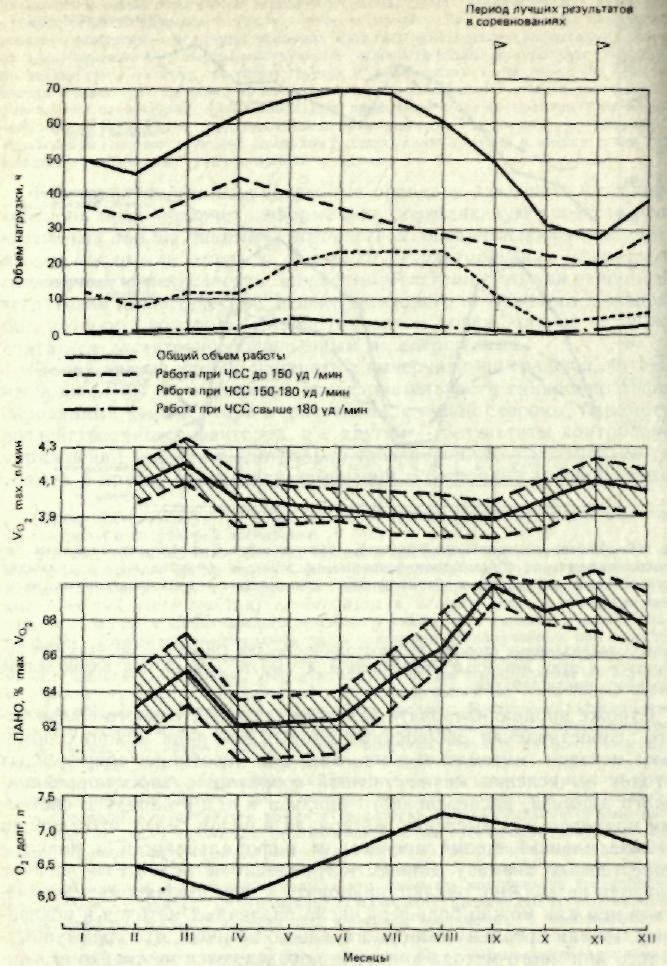 Период лучших результатов
в соревнованиях
Объем нагрузки, ч
70
60
50
40
30
20
10
0
Общий объем работы
Работа при ЧСС до 150 уд/мин
Работа при ЧСС 150-180 уд/мин
Работа при ЧСС свыше 180 уд/мин
V O2 max, л/мин
4,3
4,1
3,9
ПАНО, % max V O2
68
66
64
62
O2-долг, л
7,5
7,0
6,5
6,0
I II III IV V VI VII VIII IX X XI XII
Месяцы